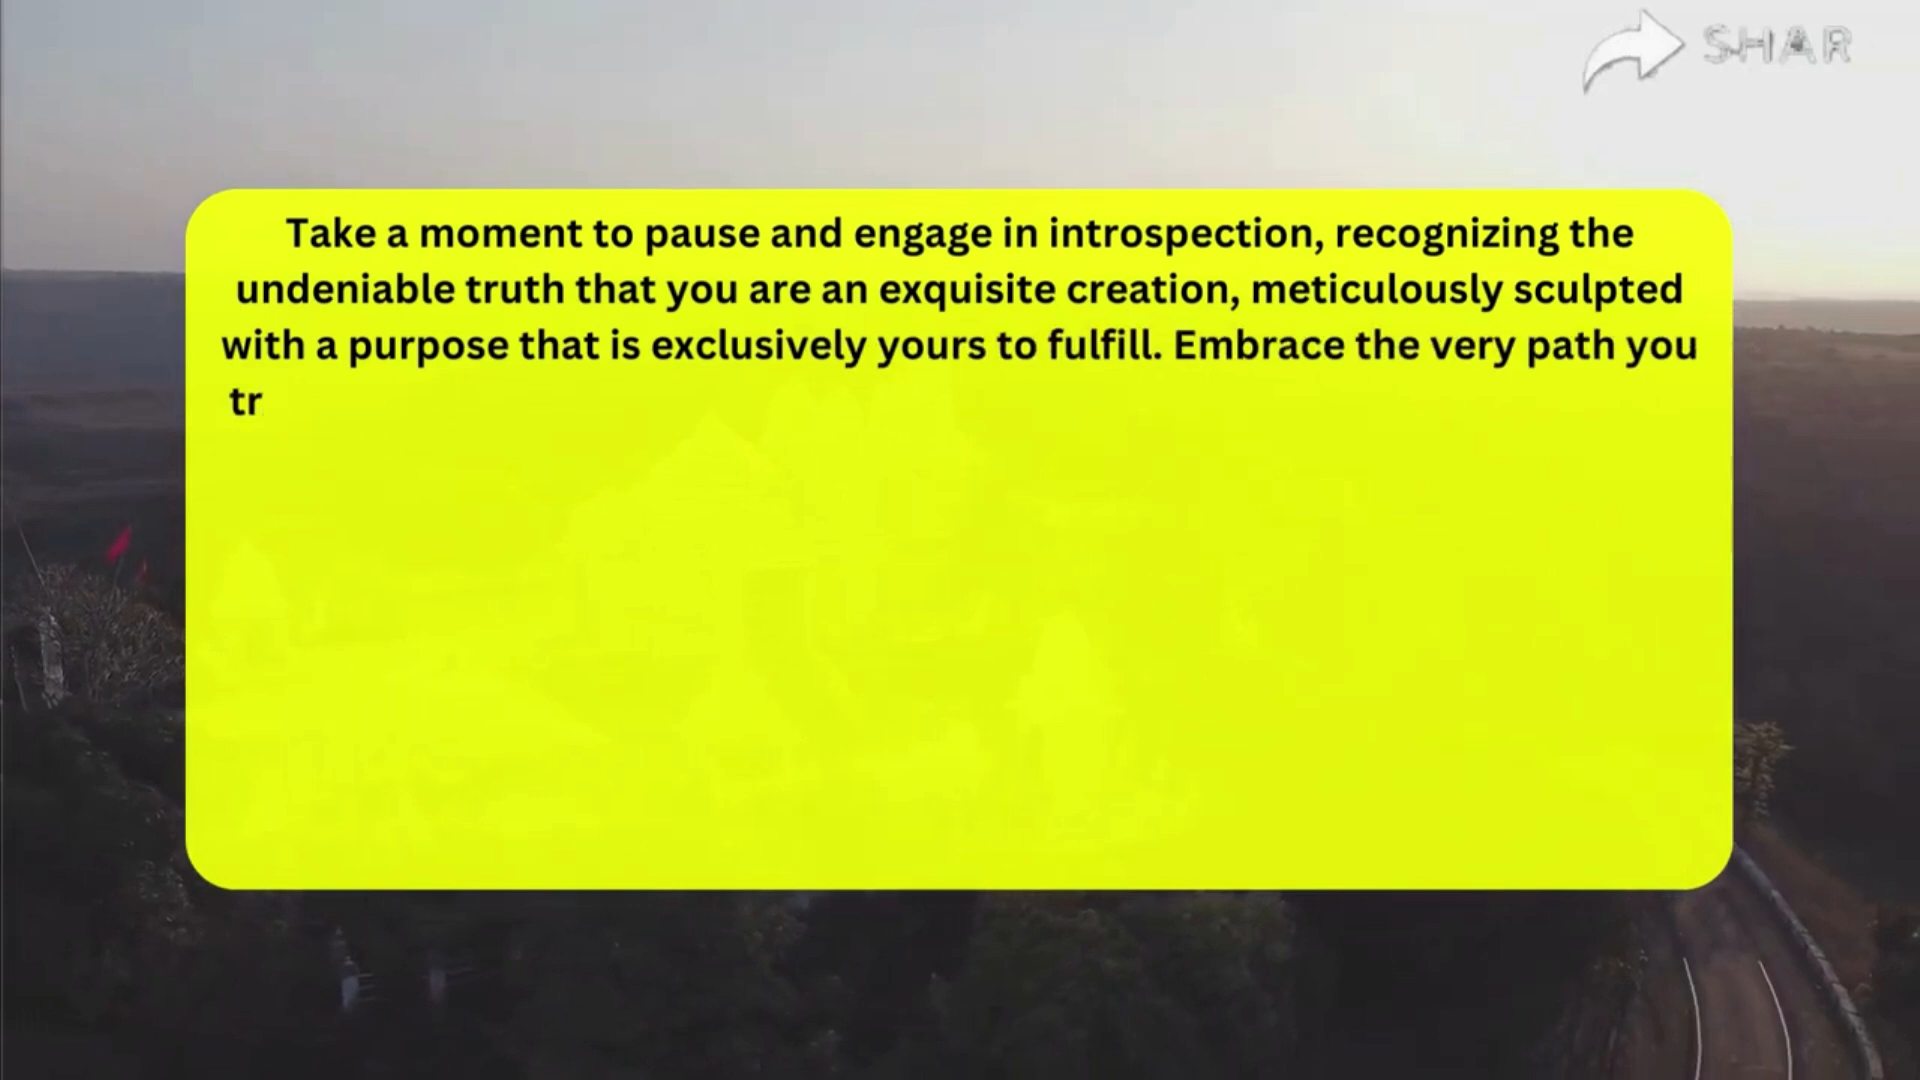 SHAR
Take a moment to pause and engage in introspection, recognizing the
undeniable truth that you are an exquisite creation, meticulously sculpted
with a purpose that is exclusively yours to fulfill. Embrace the very path you
tr